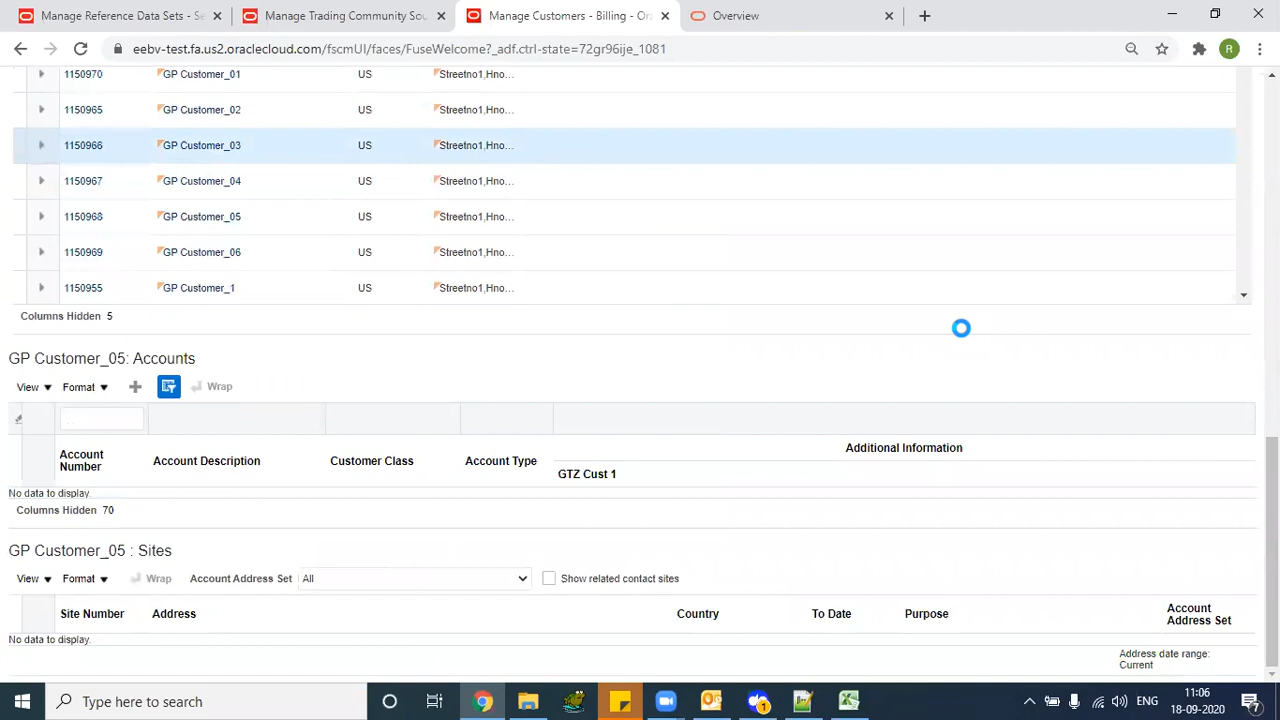 Manage Reference Data Sets - Se
Manage Trading Community Sou
Manage Customers - Billing - Ora
Overview
eebv-test.fa.us2.oraclecloud.com/fscmUI/faces/FuseWelcome?_adf.ctrl-state=72gr96ije_1081
R
1150970 GP Customer_01 US Streetno1,Hno...
1150965 GP Customer_02 US Streetno1,Hno...
1150966 GP Customer_03 US Streetno1,Hno...
1150967 GP Customer_04 US Streetno1,Hno...
1150968 GP Customer_05 US Streetno1,Hno...
1150969 GP Customer_06 US Streetno1,Hno...
1150955 GP Customer_1 US Streetno1,Hno...
Columns Hidden 5
GP Customer_05: Accounts
View Format Wrap
Account Number Account Description Customer Class Account Type Additional Information
GTZ Cust 1
No data to display.
Columns Hidden 70
GP Customer_05 : Sites
View Format Wrap Account Address Set All Show related contact sites
Site Number Address Country To Date Purpose Account Address Set
No data to display.
Address date range:
Current
Type here to search
1
ENG
11:06
18-09-2020
7